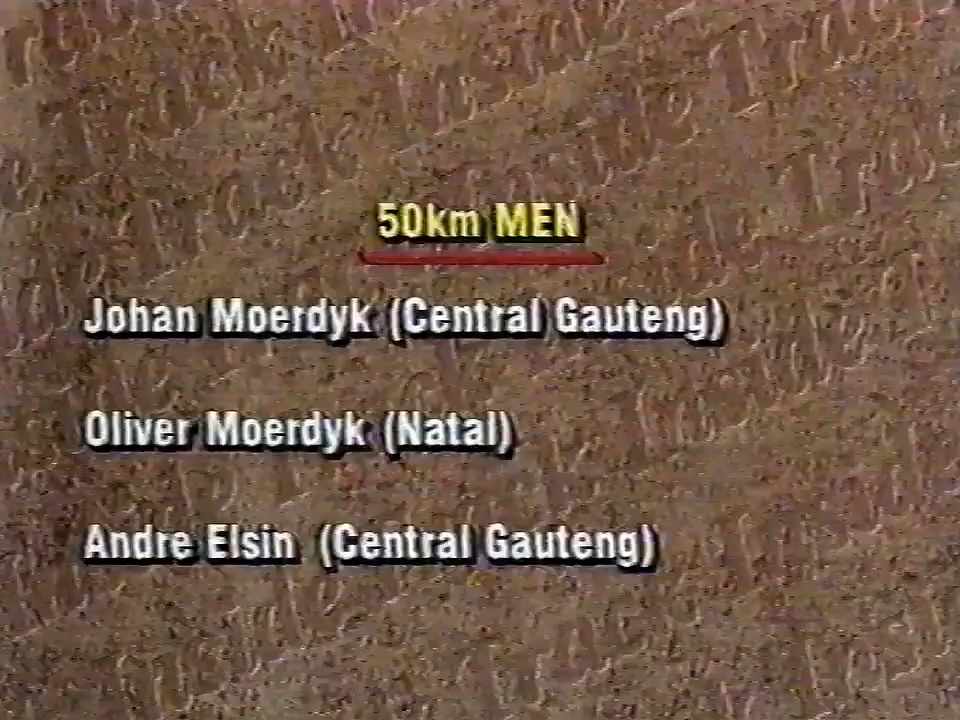 50km MEN
Johan Moerdyk (Central Gauteng)
Oliver Moerdyk (Natal)
Andre Elsin (Central Gauteng)